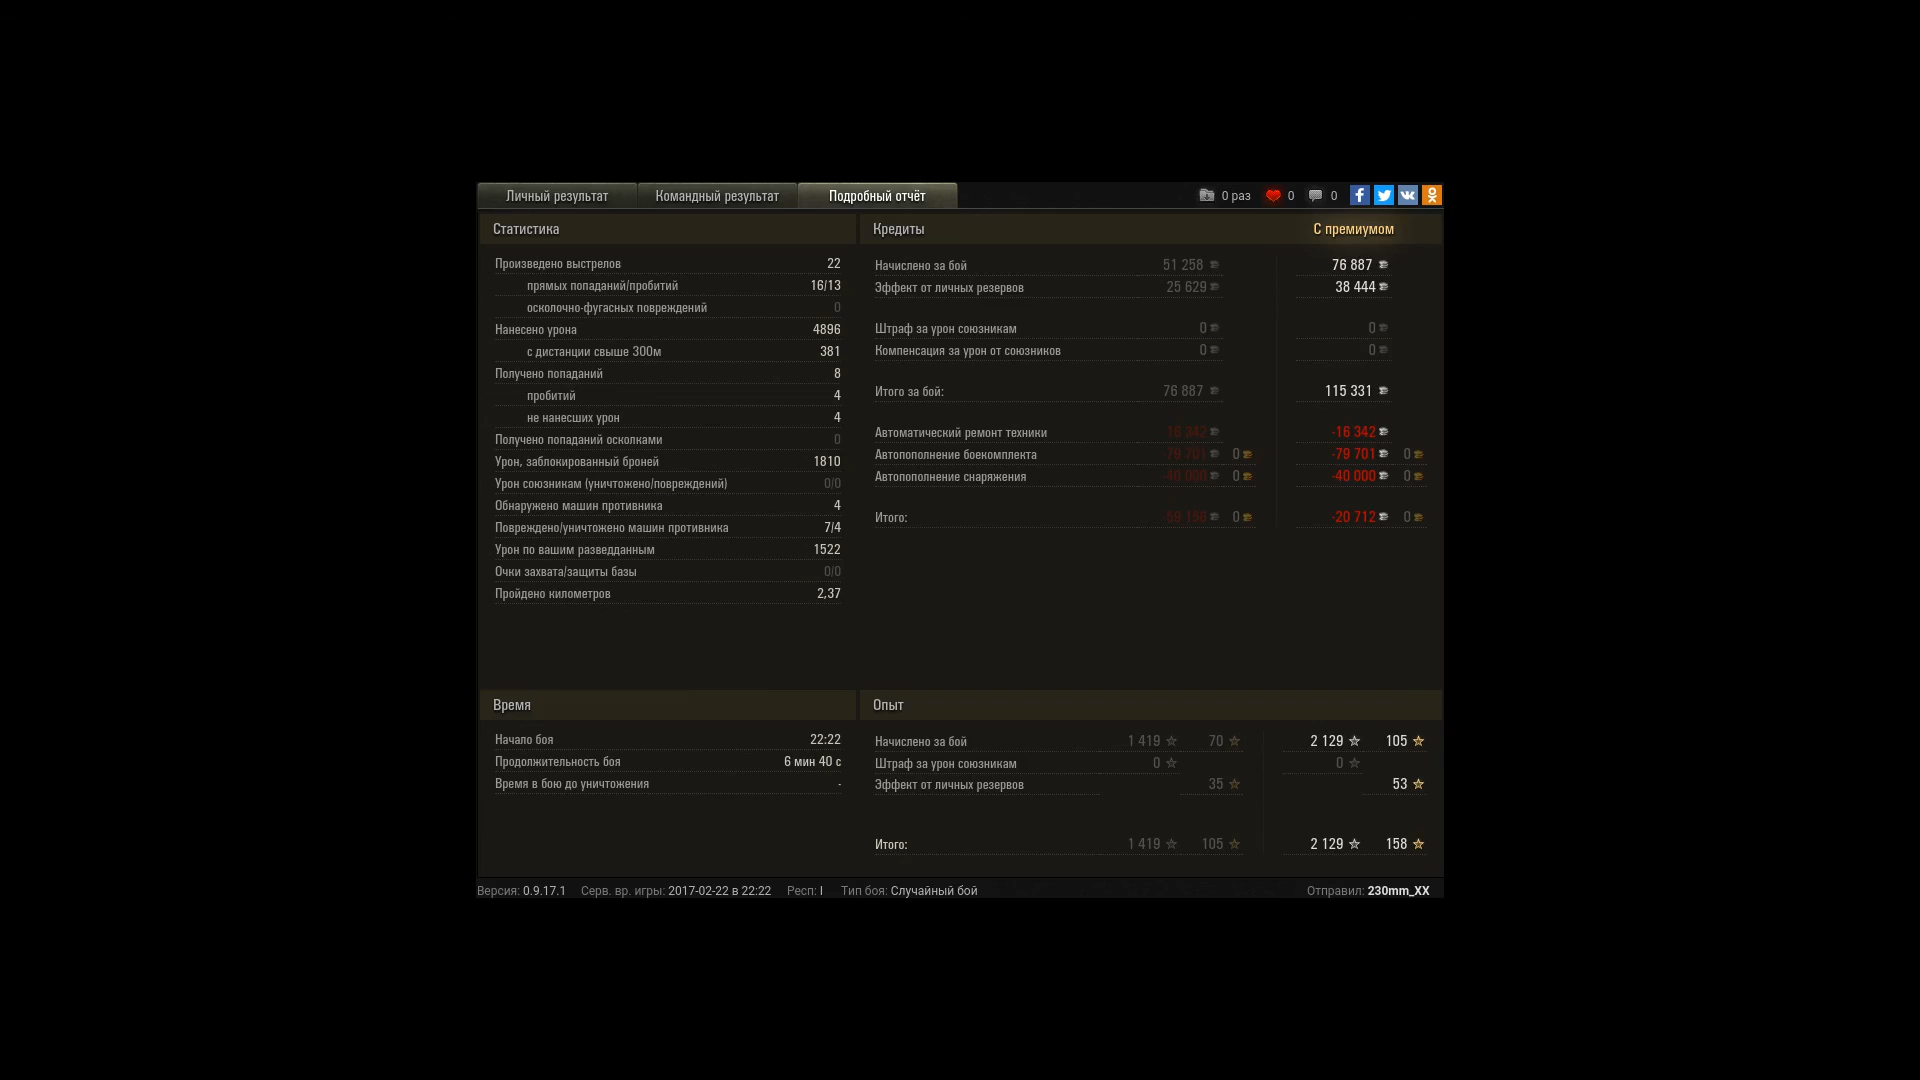 Личный результат Командный результат Подробный отчёт 0 раз 0 0
Статистика
Произведено выстрелов 22
прямых попаданий/пробитий 16/13
осколочно-фугасных повреждений 0
Нанесено урона 4896
с дистанции свыше 300м 381
Получено попаданий 8
пробитий 4
не нанесших урон 4
Получено попаданий осколками 0
Урон, заблокированный броней 1810
Урон союзникам (уничтожено/повреждений) 0/0
Обнаружено машин противника 4
Повреждено/уничтожено машин противника 7/4
Урон по вашим разведданным 1522
Очки захвата/защиты базы 0/0
Пройдено километров 2,37
Кредиты С премиумом
Начислено за бой 51 258 76 887
Эффект от личных резервов 25 629 38 444
Штраф за урон союзникам 0 0
Компенсация за урон от союзников 0 0
Итого за бой: 76 887 115 331
Автоматический ремонт техники -16 342
Автопополнение боекомплекта 0 -79 701 0
Автопополнение снаряжения -40 000 0 -40 000 0
Итого: 0 -20 712 0
Время
Начало боя 22:22
Продолжительность боя 6 мин 40 с
Время в бою до уничтожения -
Опыт
Начислено за бой 1 419 70 2 129 105
Штраф за урон союзникам 0 0
Эффект от личных резервов 35 53
Итого: 1 419 105 2 129 158
Версия: 0.9.17.1 Серв. вр. игры: 2017-02-22 в 22:22 Респ: I Тип боя: Случайный бой Отправил: 230mm_XX